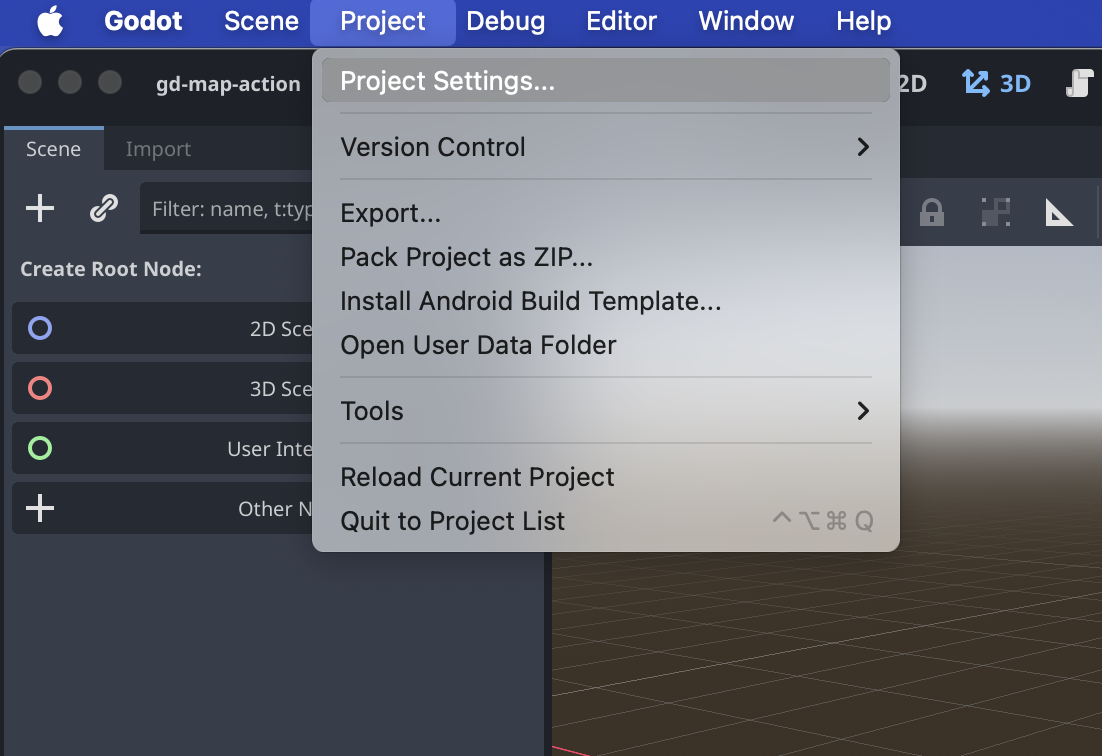 Godot Scene Project Debug Editor Window Help
gd-map-action
Project Settings...
2D 3D
Scene Import
Version Control
Filter: name, t:typ
Export...
Create Root Node:
Pack Project as ZIP...
Install Android Build Template...
2D Sce
Open User Data Folder
3D Sce
Tools
User Inte
Reload Current Project
Other N
Quit to Project List ^⌥⌘Q